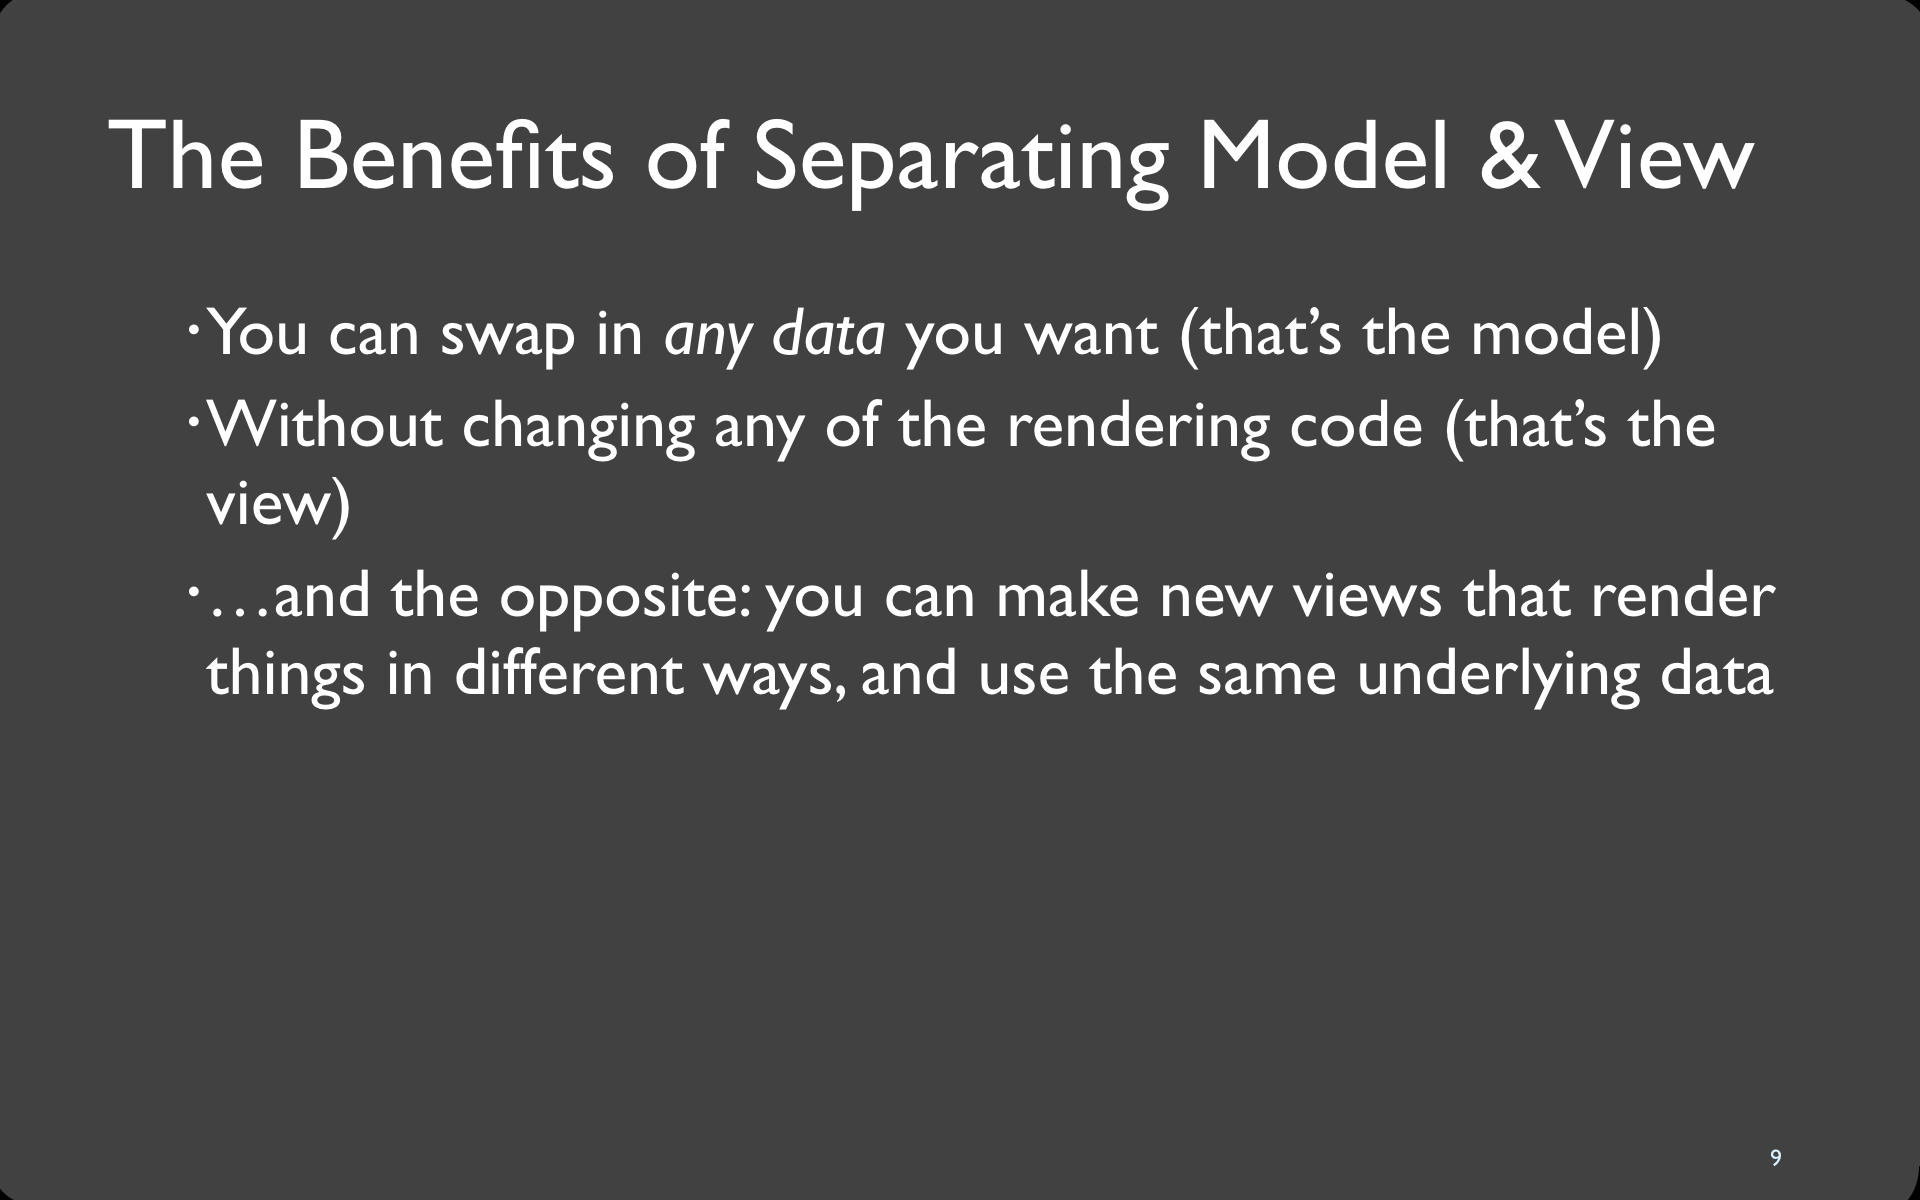 The Benefits of Separating Model & View
•You can swap in any data you want (that’s the model)
•Without changing any of the rendering code (that’s the
view)
•…and the opposite: you can make new views that render
things in different ways, and use the same underlying data
9